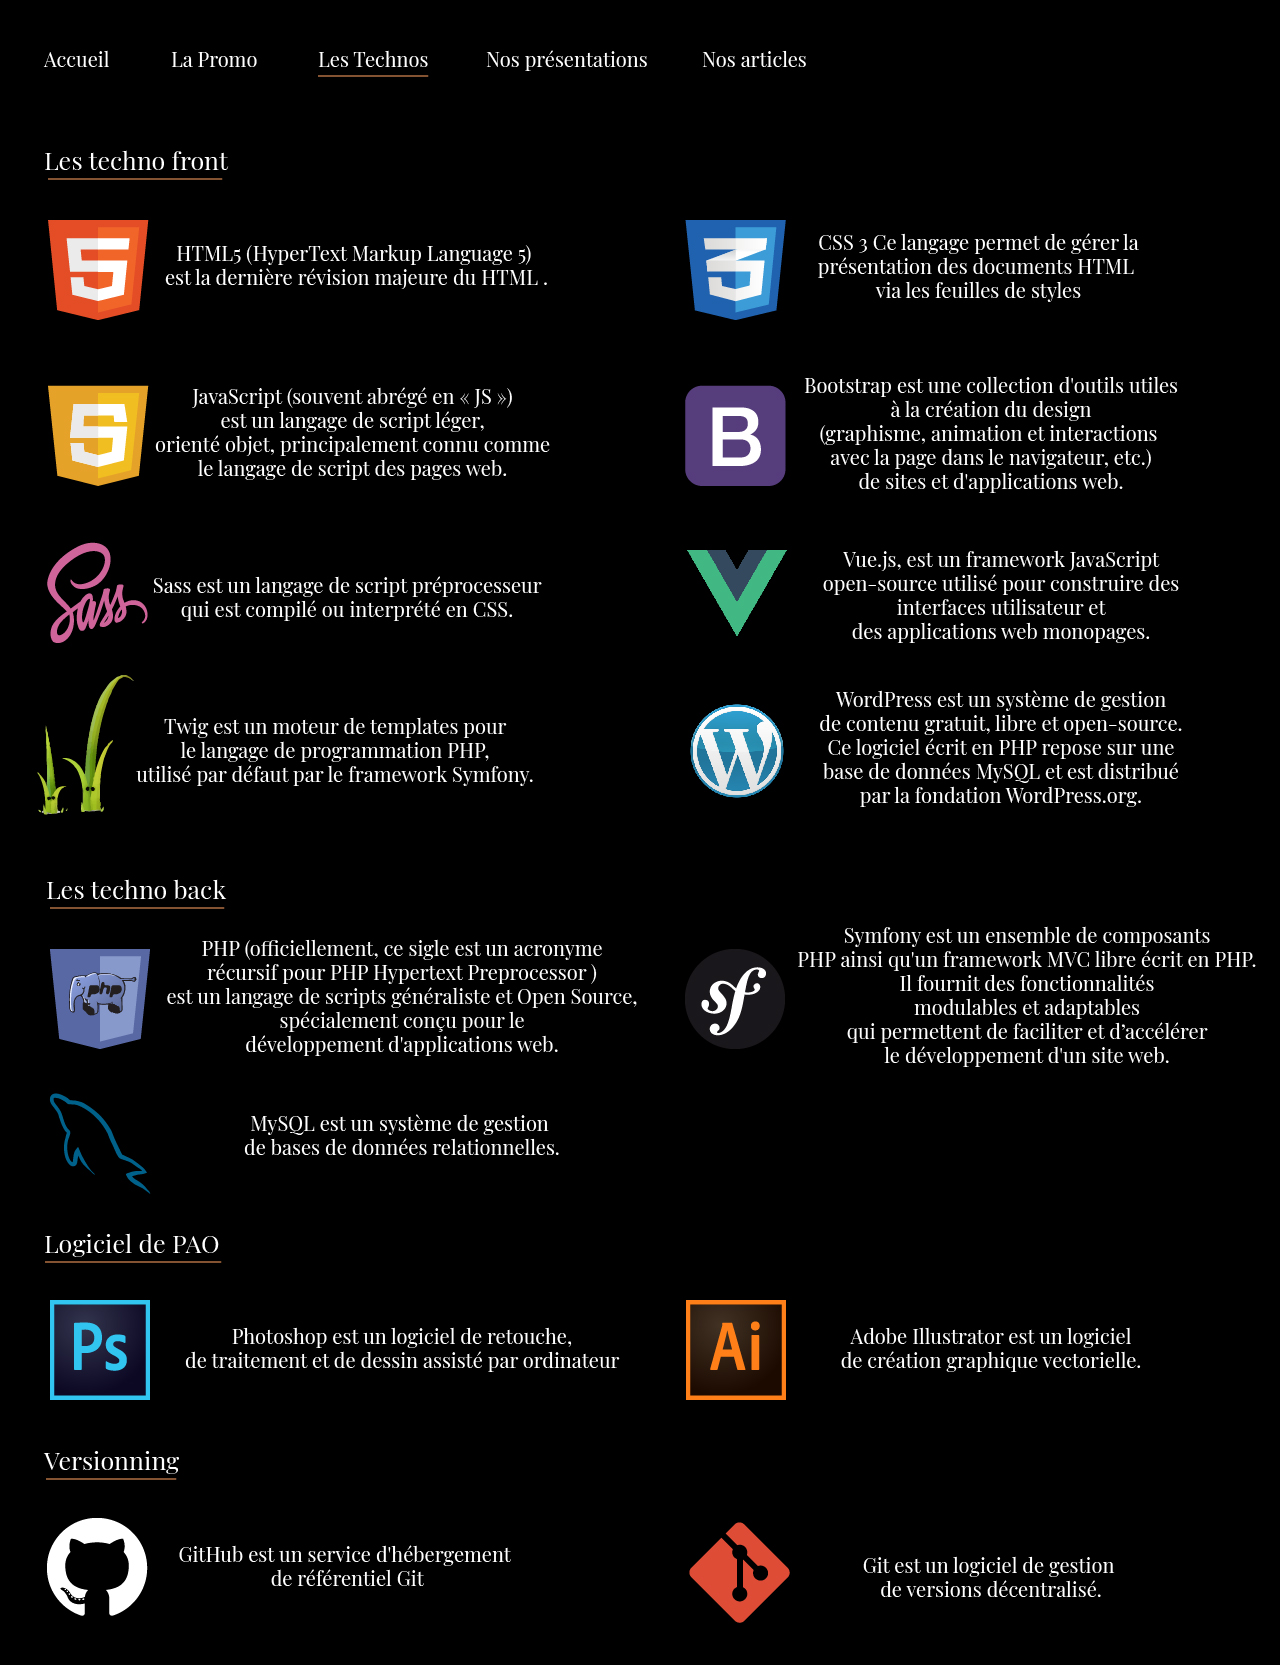 Accueil La Promo Les Technos Nos présentations Nos articles
Les techno front
HTML5 (HyperText Markup Language 5)
est la dernière révision majeure du HTML .
CSS 3 Ce langage permet de gérer la
présentation des documents HTML
via les feuilles de styles
JavaScript (souvent abrégé en « JS »)
est un langage de script léger,
orienté objet, principalement connu comme
le langage de script des pages web.
B
Bootstrap est une collection d'outils utiles
à la création du design
(graphisme, animation et interactions
avec la page dans le navigateur, etc.)
de sites et d'applications web.
Sass
Sass est un langage de script préprocesseur
qui est compilé ou interprété en CSS.
Vue.js, est un framework JavaScript
open-source utilisé pour construire des
interfaces utilisateur et
des applications web monopages.
Twig est un moteur de templates pour
le langage de programmation PHP,
utilisé par défaut par le framework Symfony.
W
WordPress est un système de gestion
de contenu gratuit, libre et open-source.
Ce logiciel écrit en PHP repose sur une
base de données MySQL et est distribué
par la fondation WordPress.org.
Les techno back
php
PHP (officiellement, ce sigle est un acronyme
récursif pour PHP Hypertext Preprocessor )
est un langage de scripts généraliste et Open Source,
spécialement conçu pour le
développement d'applications web.
sf
Symfony est un ensemble de composants
PHP ainsi qu'un framework MVC libre écrit en PHP.
Il fournit des fonctionnalités
modulables et adaptables
qui permettent de faciliter et d’accélérer
le développement d'un site web.
MySQL est un système de gestion
de bases de données relationnelles.
Logiciel de PAO
Ps
Photoshop est un logiciel de retouche,
de traitement et de dessin assisté par ordinateur
Ai
Adobe Illustrator est un logiciel
de création graphique vectorielle.
Versionning
GitHub est un service d'hébergement
de référentiel Git
Git est un logiciel de gestion
de versions décentralisé.